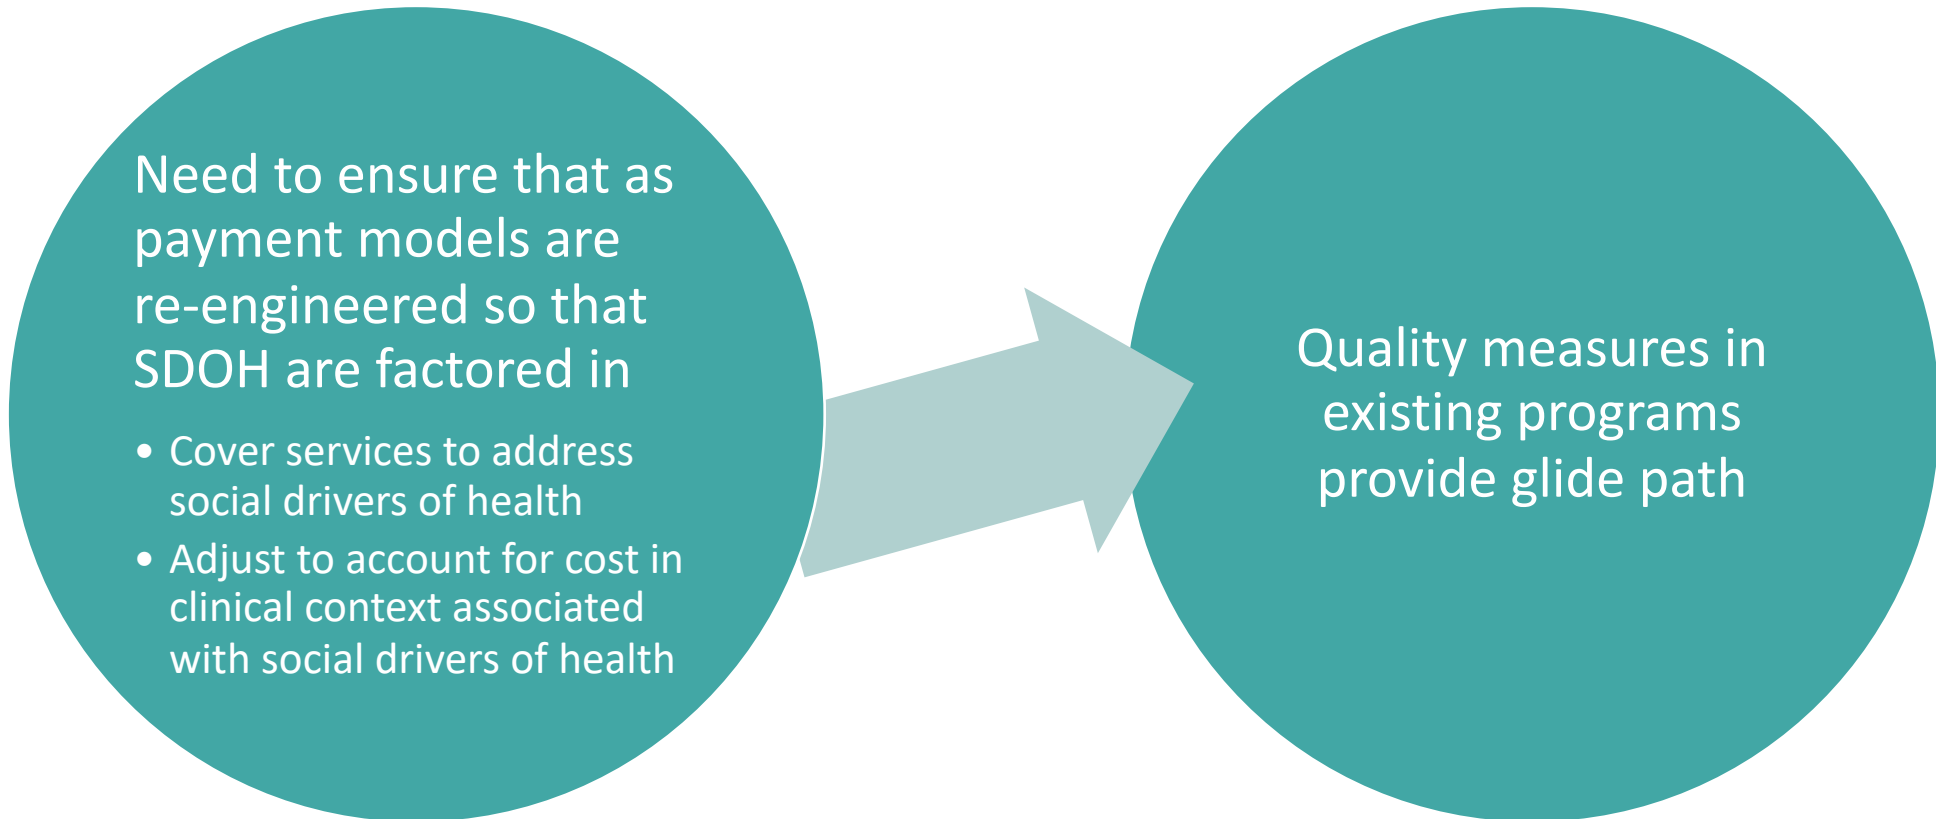 Need to ensure that as
payment models are
re-engineered so that
SDOH are factored in
• Cover services to address
social drivers of health
• Adjust to account for cost in
clinical context associated
with social drivers of health
Quality measures in
existing programs
provide glide path